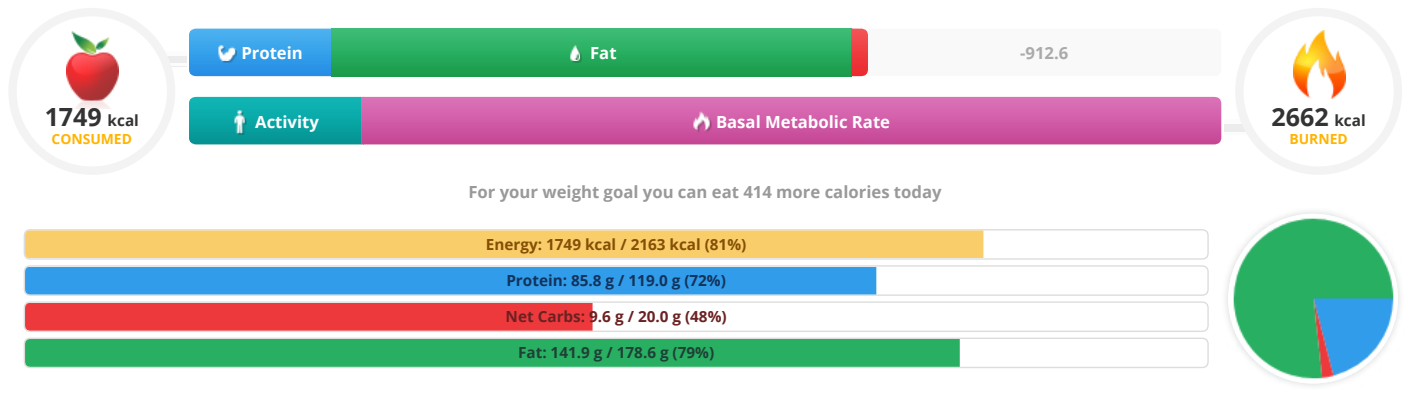 Protein
Fat
-912.6
1749 kcal
CONSUMED
2662 kcal
BURNED
Activity
Basal Metabolic Rate
For your weight goal you can eat 414 more calories today
Energy: 1749 kcal / 2163 kcal (81%)
Protein: 85.8 g / 119.0 g (72%)
Net Carbs: 9.6 g / 20.0 g (48%)
Fat: 141.9 g / 178.6 g (79%)